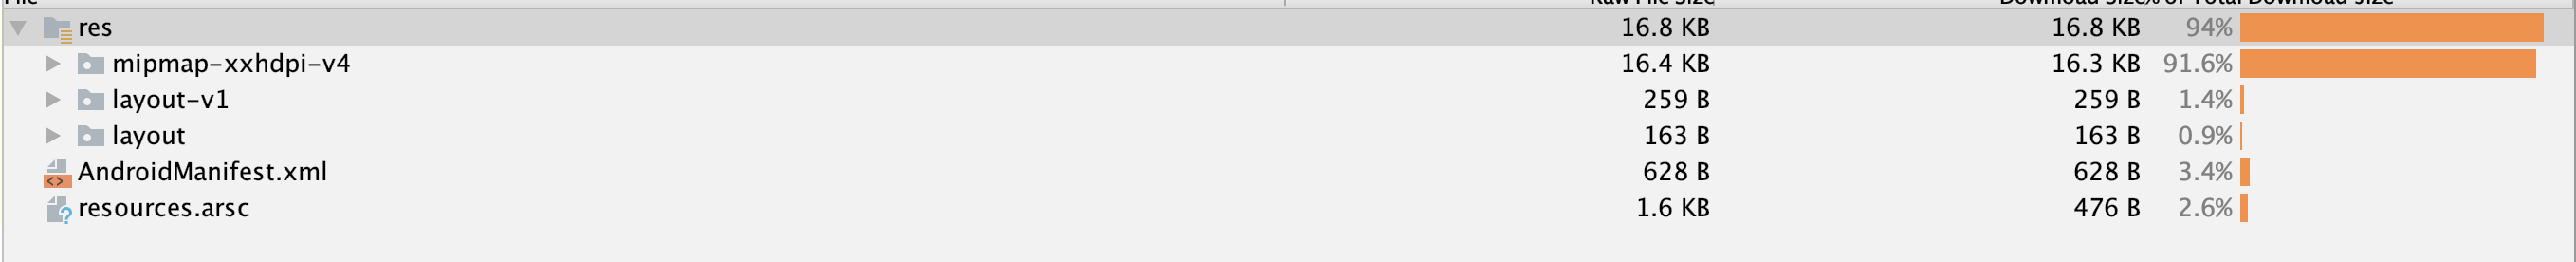 File Raw File Size Download Size % of Total Download size
res 16.8 KB 16.8 KB 94%
mipmap-xxhdpi-v4 16.4 KB 16.3 KB 91.6%
layout-v1 259 B 259 B 1.4%
layout 163 B 163 B 0.9%
AndroidManifest.xml 628 B 628 B 3.4%
resources.arsc 1.6 KB 476 B 2.6%